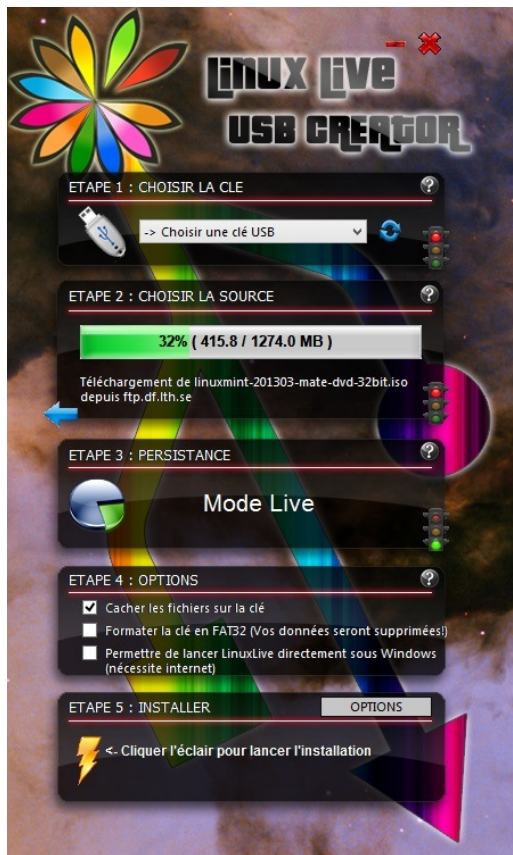 Linux Live
USB CREATOR
ETAPE 1 : CHOISIR LA CLE
?
-> Choisir une clé USB
ETAPE 2 : CHOISIR LA SOURCE
?
32% ( 415.8 / 1274.0 MB )
Téléchargement de linuxmint-201303-mate-dvd-32bit.iso
depuis ftp.df.lth.se
ETAPE 3 : PERSISTANCE
?
Mode Live
ETAPE 4 : OPTIONS
?
Cacher les fichiers sur la clé
Formater la clé en FAT32 (Vos données seront supprimées!)
Permettre de lancer LinuxLive directement sous Windows
(nécessite internet)
ETAPE 5 : INSTALLER
OPTIONS
<- Cliquer l'éclair pour lancer l'installation